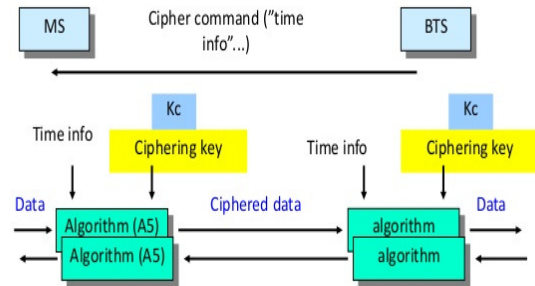 MS
Cipher command ("time
info"...)
BTS
Kc
Kc
Time info
Ciphering key
Time info
Ciphering key
Data
Algorithm (A5)
Ciphered data
algorithm
Data
Algorithm (A5)
algorithm